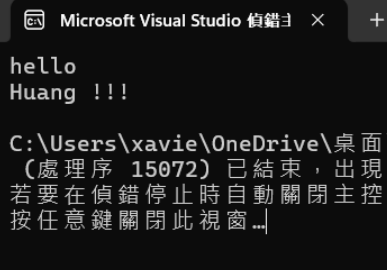 Microsoft Visual Studio 偵錯主
hello
Huang !!!
C:\Users\xavie\OneDrive\桌面
(處理序 15072) 已結束，出現
若要在偵錯停止時自動關閉主控
按任意鍵關閉此視窗…